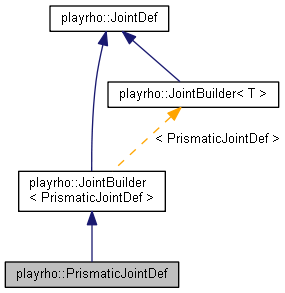 playrho::JointDef
playrho::JointBuilder< T >
< PrismaticJointDef >
playrho::JointBuilder
< PrismaticJointDef >
playrho::PrismaticJointDef